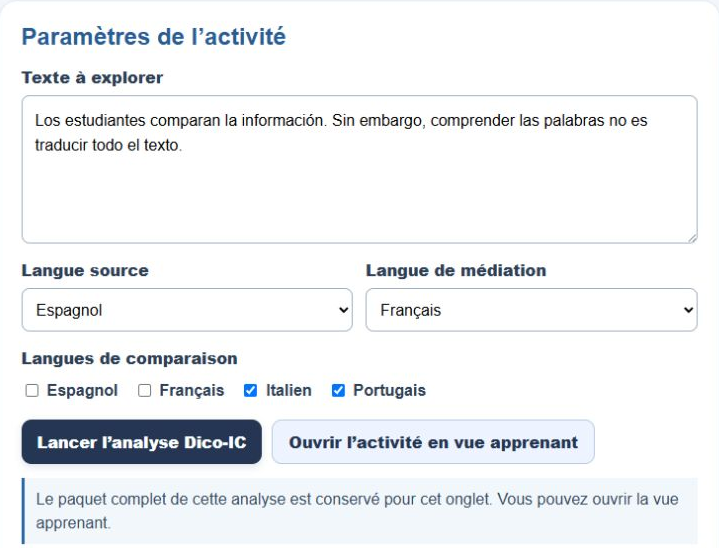 Paramètres de l’activité
Texte à explorer
Los estudiantes comparan la información. Sin embargo, comprender las palabras no es
traducir todo el texto.
Langue source
Langue de médiation
Espagnol
Français
Langues de comparaison
Espagnol Français Italien Portugais
Lancer l’analyse Dico-IC
Ouvrir l’activité en vue apprenant
Le paquet complet de cette analyse est conservé pour cet onglet. Vous pouvez ouvrir la vue
apprenant.